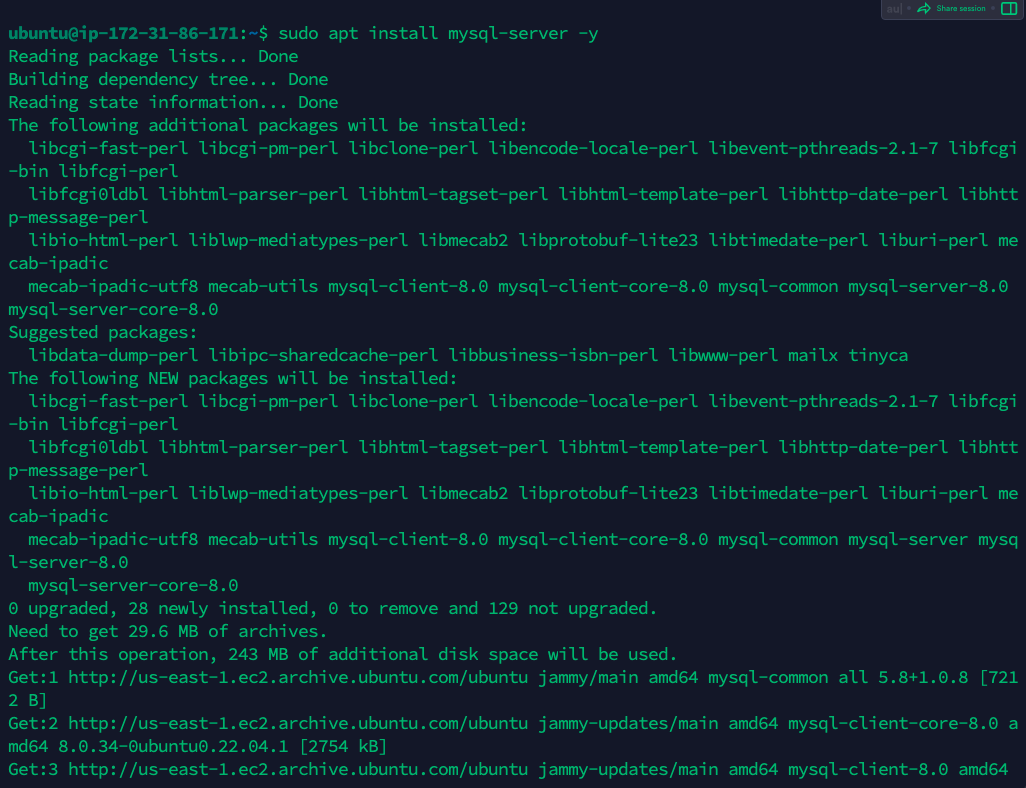 Share session
ubuntu@ip-172-31-86-171:~$ sudo apt install mysql-server -y
Reading package lists... Done
Building dependency tree... Done
Reading state information... Done
The following additional packages will be installed:
  libcgi-fast-perl libcgi-pm-perl libclone-perl libencode-locale-perl libevent-pthreads-2.1-7 libfcgi
-bin libfcgi-perl
  libfcgi0ldbl libhtml-parser-perl libhtml-tagset-perl libhtml-template-perl libhttp-date-perl libhtt
p-message-perl
  libio-html-perl liblwp-mediatypes-perl libmecab2 libprotobuf-lite23 libtimedate-perl liburi-perl me
cab-ipadic
  mecab-ipadic-utf8 mecab-utils mysql-client-8.0 mysql-client-core-8.0 mysql-common mysql-server-8.0
mysql-server-core-8.0
Suggested packages:
  libdata-dump-perl libipc-sharedcache-perl libbusiness-isbn-perl libwww-perl mailx tinyca
The following NEW packages will be installed:
  libcgi-fast-perl libcgi-pm-perl libclone-perl libencode-locale-perl libevent-pthreads-2.1-7 libfcgi
-bin libfcgi-perl
  libfcgi0ldbl libhtml-parser-perl libhtml-tagset-perl libhtml-template-perl libhttp-date-perl libhtt
p-message-perl
  libio-html-perl liblwp-mediatypes-perl libmecab2 libprotobuf-lite23 libtimedate-perl liburi-perl me
cab-ipadic
  mecab-ipadic-utf8 mecab-utils mysql-client-8.0 mysql-client-core-8.0 mysql-common mysql-server mysq
l-server-8.0
  mysql-server-core-8.0
0 upgraded, 28 newly installed, 0 to remove and 129 not upgraded.
Need to get 29.6 MB of archives.
After this operation, 243 MB of additional disk space will be used.
Get:1 http://us-east-1.ec2.archive.ubuntu.com/ubuntu jammy/main amd64 mysql-common all 5.8+1.0.8 [721
2 B]
Get:2 http://us-east-1.ec2.archive.ubuntu.com/ubuntu jammy-updates/main amd64 mysql-client-core-8.0 a
md64 8.0.34-0ubuntu0.22.04.1 [2754 kB]
Get:3 http://us-east-1.ec2.archive.ubuntu.com/ubuntu jammy-updates/main amd64 mysql-client-8.0 amd64